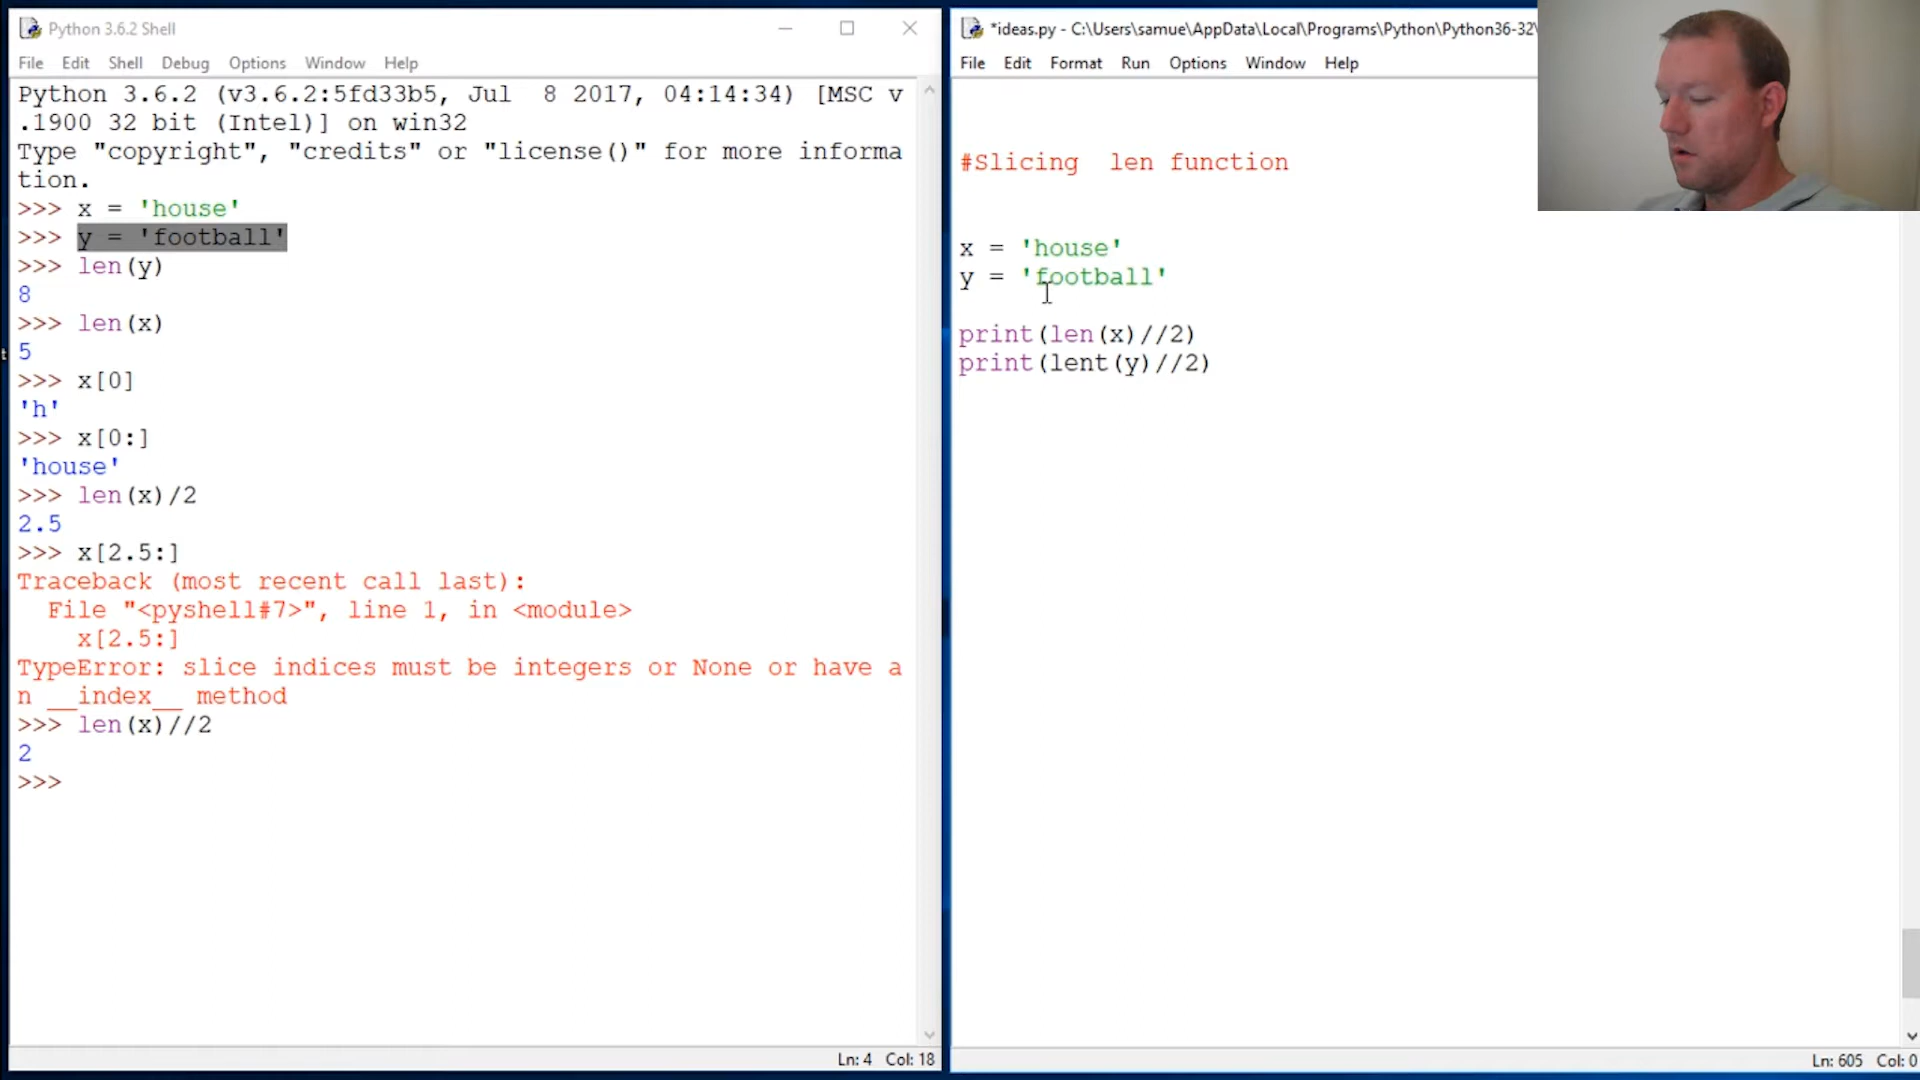 Python 3.6.2 Shell
File Edit Shell Debug Options Window Help
Python 3.6.2 (v3.6.2:5fd33b5, Jul  8 2017, 04:14:34) [MSC v
.1900 32 bit (Intel)] on win32
Type "copyright", "credits" or "license()" for more informa
tion.
>>> x = 'house'
>>> y = 'football'
>>> len(y)
8
>>> len(x)
5
>>> x[0]
'h'
>>> x[0:]
'house'
>>> len(x)/2
2.5
>>> x[2.5:]
Traceback (most recent call last):
  File "<pyshell#7>", line 1, in <module>
    x[2.5:]
TypeError: slice indices must be integers or None or have a
n __index__ method
>>> len(x)//2
2
>>>
Ln: 4 Col: 18
*ideas.py - C:\Users\samue\AppData\Local\Programs\Python\Python36-32\
File Edit Format Run Options Window Help
#Slicing  len function
x = 'house'
y = 'football'
print(len(x)//2)
print(lent(y)//2)
Ln: 605 Col: 0